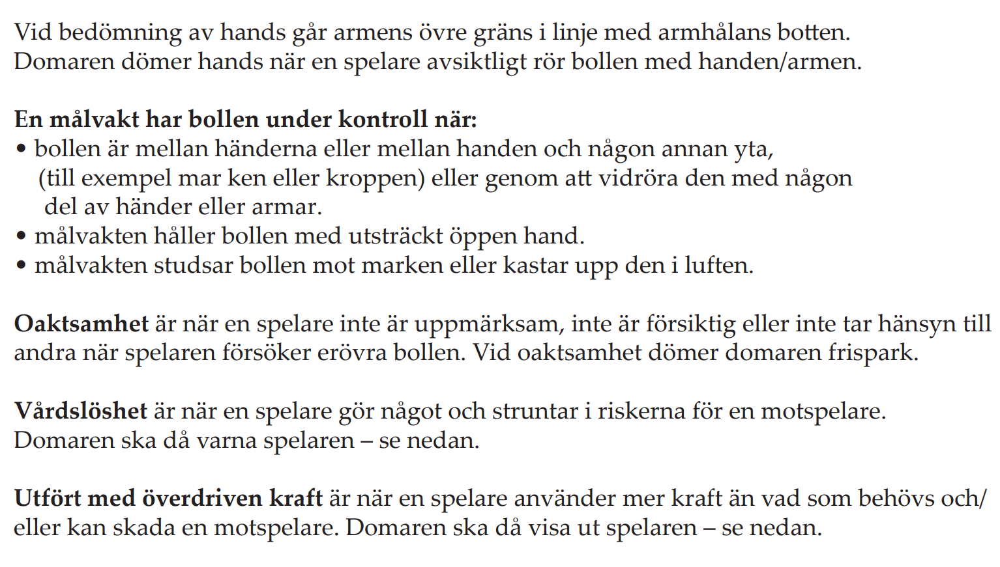 Vid bedömning av hands går armens övre gräns i linje med armhålans botten.
Domaren dömer hands när en spelare avsiktligt rör bollen med handen/armen.
En målvakt har bollen under kontroll när:
• bollen är mellan händerna eller mellan handen och någon annan yta,
(till exempel mar ken eller kroppen) eller genom att vidröra den med någon
del av händer eller armar.
• målvakten håller bollen med utsträckt öppen hand.
• målvakten studsar bollen mot marken eller kastar upp den i luften.
Oaktsamhet är när en spelare inte är uppmärksam, inte är försiktig eller inte tar hänsyn till
andra när spelaren försöker erövra bollen. Vid oaktsamhet dömer domaren frispark.
Vårdslöshet är när en spelare gör något och struntar i riskerna för en motspelare.
Domaren ska då varna spelaren – se nedan.
Utfört med överdriven kraft är när en spelare använder mer kraft än vad som behövs och/
eller kan skada en motspelare. Domaren ska då visa ut spelaren – se nedan.